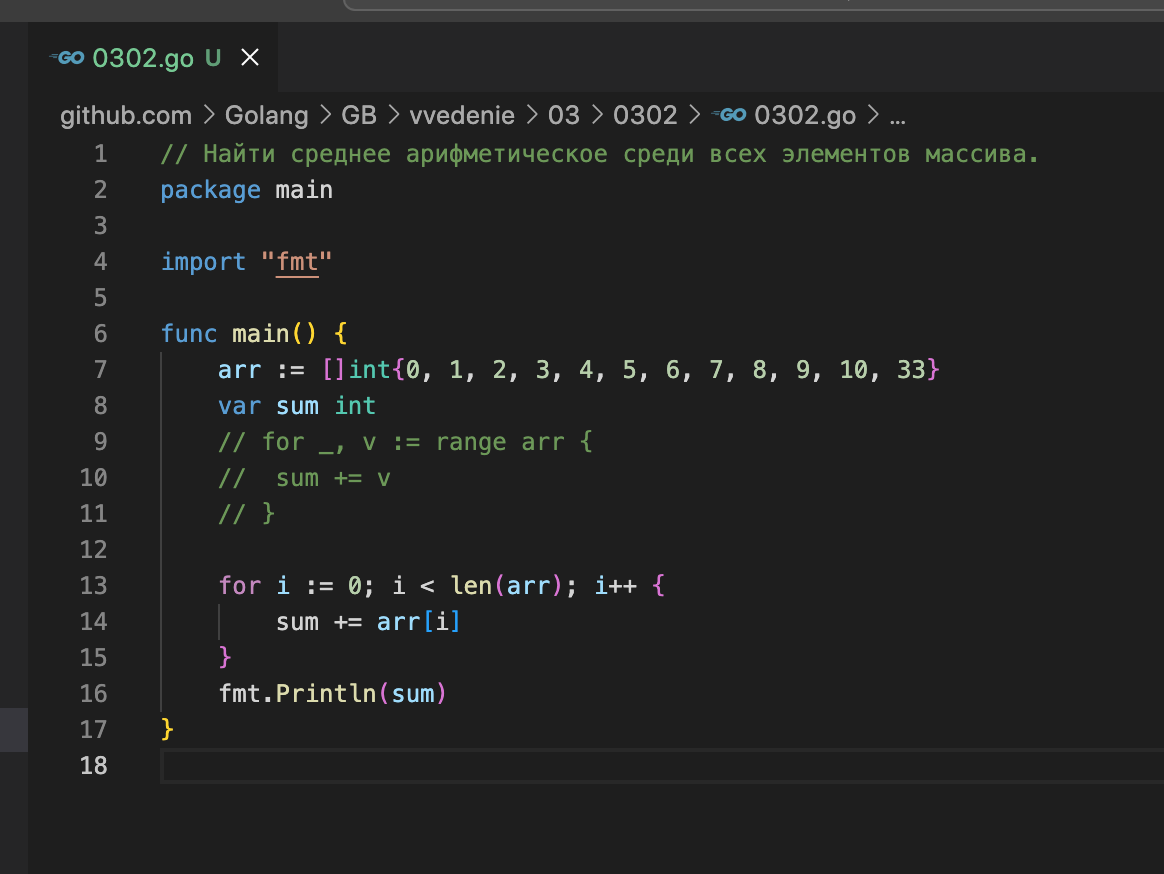 GO 0302.go U ×
github.com > Golang > GB > vvedenie > 03 > 0302 > GO 0302.go > ...
1 // Найти среднее арифметическое среди всех элементов массива.
2 package main
3
4 import "fmt"
5
6 func main() {
7     arr := []int{0, 1, 2, 3, 4, 5, 6, 7, 8, 9, 10, 33}
8     var sum int
9     // for _, v := range arr {
10     //  sum += v
11     // }
12
13     for i := 0; i < len(arr); i++ {
14         sum += arr[i]
15     }
16     fmt.Println(sum)
17 }
18